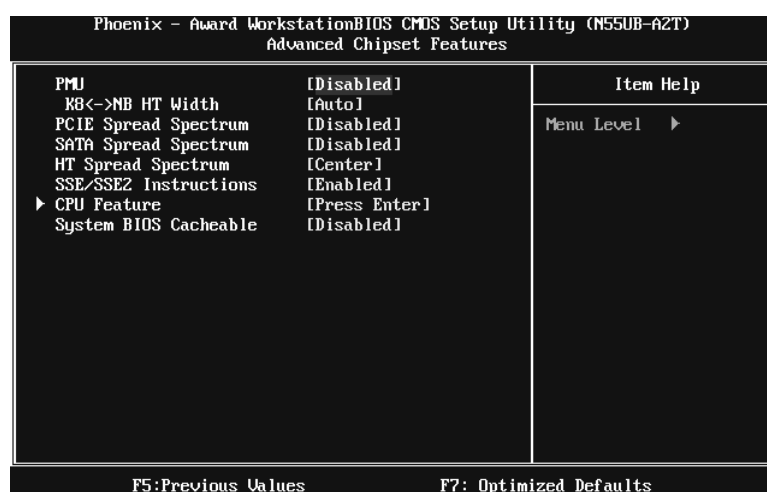 Phoenix - Award WorkstationBIOS CMOS Setup Utility (N55UB-A2T)
Advanced Chipset Features
PMU [Disabled]
K8<->NB HT Width [Auto]
PCIE Spread Spectrum [Disabled]
SATA Spread Spectrum [Disabled]
HT Spread Spectrum [Center]
SSE/SSE2 Instructions [Enabled]
CPU Feature [Press Enter]
System BIOS Cacheable [Disabled]
Item Help
Menu Level
F5:Previous Values F7: Optimized Defaults